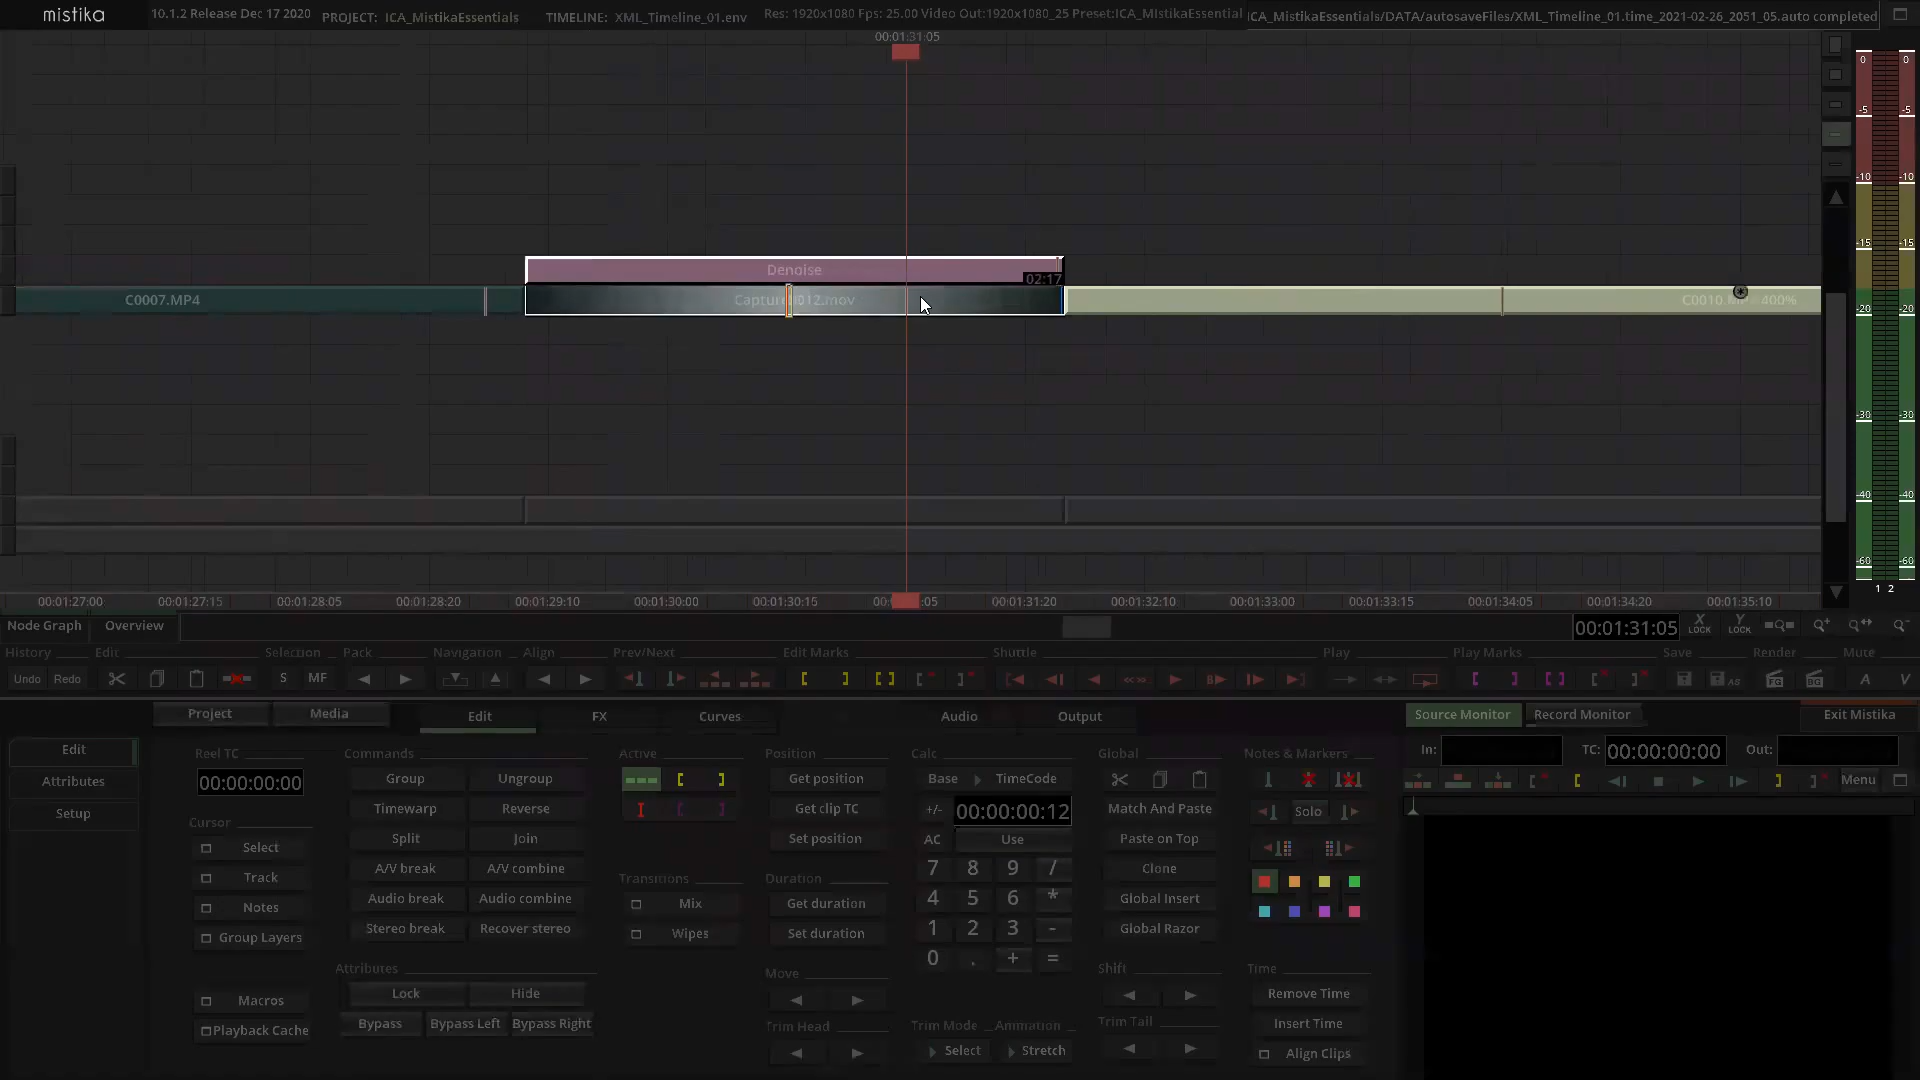 mistika
10.1.2 Release Dec 17 2020
PROJECT: ICA_MistikaEssentials
TIMELINE: XML_Timeline_01.env
Res: 1920x1080 Fps: 25.00 Video Out:1920x1080_25 Preset:ICA_MIstikaEssential
ICA_MistikaEssentials/DATA/autosaveFiles/XML_Timeline_01.time_2021-02-26_2051_05.auto completed
00:01:31:05
0 0
-5 -5
-10 -10
-15 -15
-20 -20
-30 -30
-40 -40
-60 -60
1 2
Denoise
02:17
C0007.MP4
400%
00:01:27:00 00:01:27:15 00:01:28:05 00:01:28:20 00:01:29:10 00:01:30:00 00:01:30:15 00:01:31:20 00:01:32:10 00:01:33:00 00:01:33:15 00:01:34:05 00:01:34:20 00:01:35:10
Node Graph Overview
00:01:31:05
X LOCK
Y LOCK
History Edit Selection Pack Navigation Align Prev/Next Edit Marks Shuttle Play Play Marks Save Render Mute
Undo Redo S MF AS FG BG A V
Project Media Edit FX Curves Audio Output
Source Monitor Record Monitor Exit Mistika
Edit
Attributes
Setup
Reel TC
00:00:00:00
Cursor
Select
Track
Notes
Group Layers
Macros
Playback Cache
Commands
Group Ungroup
Timewarp Reverse
Split Join
A/V break A/V combine
Audio break Audio combine
Stereo break Recover stereo
Attributes
Lock Hide
Bypass Bypass Left Bypass Right
Active
Transitions
Mix
Wipes
Position
Get position
Get clip TC
Set position
Duration
Get duration
Set duration
Move
Trim Head
Calc
Base TimeCode
+/- 00:00:00:12
AC Use
7 8 9 /
4 5 6 *
1 2 3 -
0 . + =
Trim Mode Animation
Select Stretch
Global
Match And Paste
Paste on Top
Clone
Global Insert
Global Razor
Shift
Trim Tail
Notes & Markers
Solo
Time
Remove Time
Insert Time
Align Clips
In: TC: 00:00:00:00 Out:
Menu